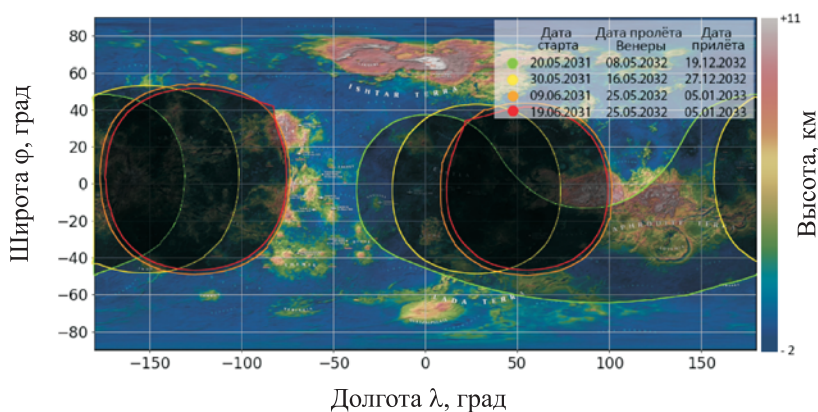 +11
Дата старта Дата пролёта Венеры Дата прилёта
20.05.2031 08.05.2032 19.12.2032
30.05.2031 16.05.2032 27.12.2032
09.06.2031 25.05.2032 05.01.2033
19.06.2031 25.05.2032 05.01.2033
ISHTAR TERRA
LADA TERRA
80
60
40
20
0
−20
−40
−60
−80
Широта φ, град
Высота, км
- 2
−150 −100 −50 0 50 100 150
Долгота λ, град